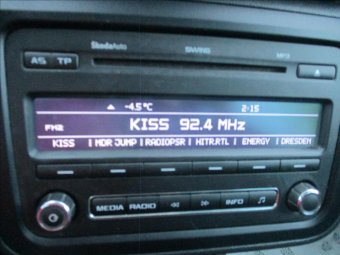 ŠkodaAuto SWING MP3
AS TP
-4.5°C 2:15
KISS 92.4 MHz
FM2
KISS | MDR JUMP | RADIOPSR | HITR.RTL | ENERGY | DRESDEN
MEDIA RADIO INFO